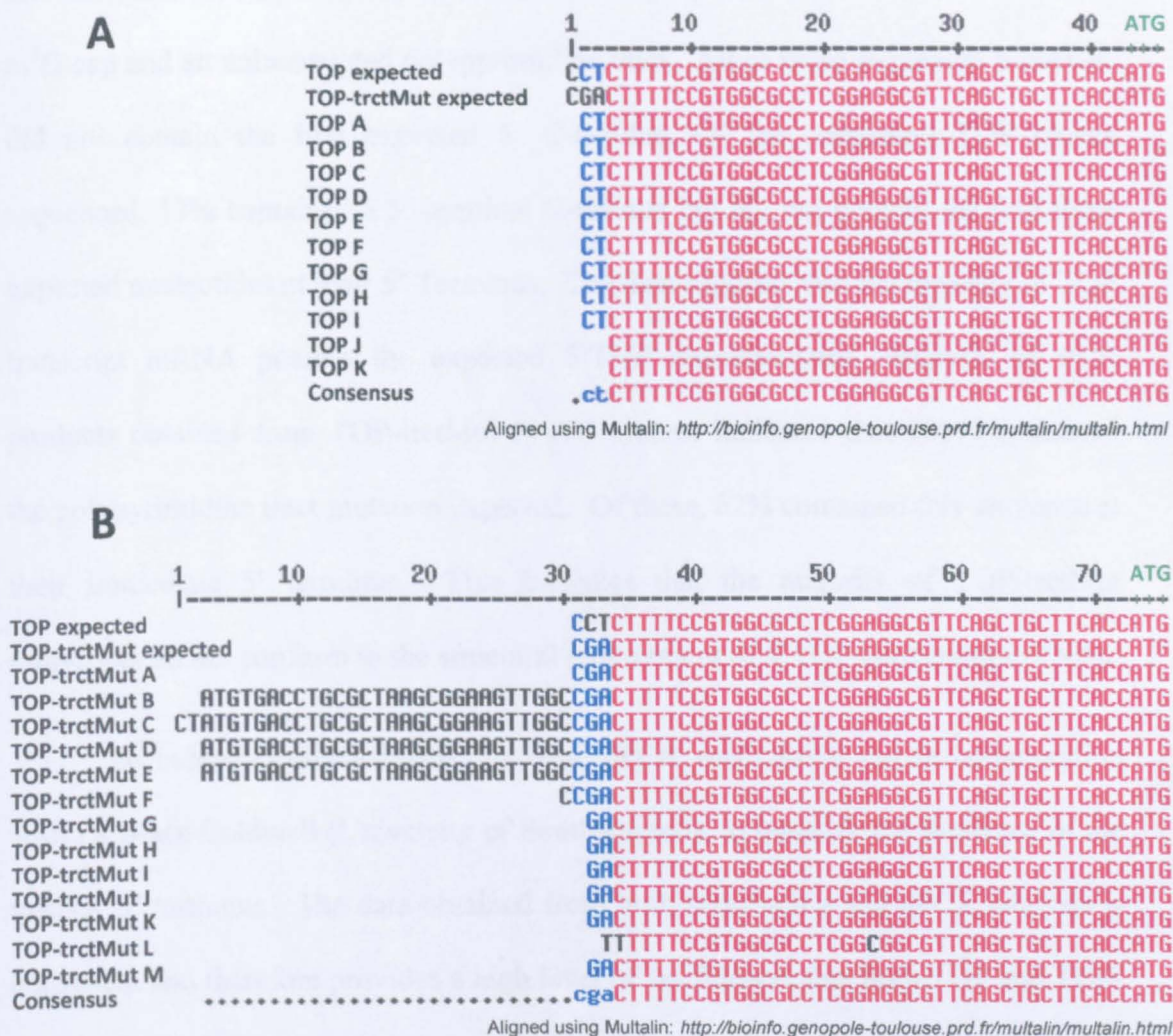 A
1 10 20 30 40 ATG
TOP expected CCTCTTTTCCGTGGCGCCTCGGAGGCGTTCAGCTGCTTCACCATG
TOP-trctMut expected CGACTTTTCCGTGGCGCCTCGGAGGCGTTCAGCTGCTTCACCATG
TOP A CTCTTTTCCGTGGCGCCTCGGAGGCGTTCAGCTGCTTCACCATG
TOP B CTCTTTTCCGTGGCGCCTCGGAGGCGTTCAGCTGCTTCACCATG
TOP C CTCTTTTCCGTGGCGCCTCGGAGGCGTTCAGCTGCTTCACCATG
TOP D CTCTTTTCCGTGGCGCCTCGGAGGCGTTCAGCTGCTTCACCATG
TOP E CTCTTTTCCGTGGCGCCTCGGAGGCGTTCAGCTGCTTCACCATG
TOP F CTCTTTTCCGTGGCGCCTCGGAGGCGTTCAGCTGCTTCACCATG
TOP G CTCTTTTCCGTGGCGCCTCGGAGGCGTTCAGCTGCTTCACCATG
TOP H CTCTTTTCCGTGGCGCCTCGGAGGCGTTCAGCTGCTTCACCATG
TOP I CTCTTTTCCGTGGCGCCTCGGAGGCGTTCAGCTGCTTCACCATG
TOP J CTTTTCCGTGGCGCCTCGGAGGCGTTCAGCTGCTTCACCATG
TOP K CTTTTCCGTGGCGCCTCGGAGGCGTTCAGCTGCTTCACCATG
Consensus .ctCTTTTCCGTGGCGCCTCGGAGGCGTTCAGCTGCTTCACCATG
Aligned using Multalin: http://bioinfo.genopole-toulouse.prd.fr/multalin/multalin.html
B
1 10 20 30 40 50 60 70 ATG
TOP expected CCTCTTTTCCGTGGCGCCTCGGAGGCGTTCAGCTGCTTCACCATG
TOP-trctMut expected CGACTTTTCCGTGGCGCCTCGGAGGCGTTCAGCTGCTTCACCATG
TOP-trctMut A CGACTTTTCCGTGGCGCCTCGGAGGCGTTCAGCTGCTTCACCATG
TOP-trctMut B ATGTGACCTGCGCTAAGCGGAAGTTGGCCGACTTTTCCGTGGCGCCTCGGAGGCGTTCAGCTGCTTCACCATG
TOP-trctMut C CTATGTGACCTGCGCTAAGCGGAAGTTGGCCGACTTTTCCGTGGCGCCTCGGAGGCGTTCAGCTGCTTCACCATG
TOP-trctMut D ATGTGACCTGCGCTAAGCGGAAGTTGGCCGACTTTTCCGTGGCGCCTCGGAGGCGTTCAGCTGCTTCACCATG
TOP-trctMut E ATGTGACCTGCGCTAAGCGGAAGTTGGCCGACTTTTCCGTGGCGCCTCGGAGGCGTTCAGCTGCTTCACCATG
TOP-trctMut F CCGACTTTTCCGTGGCGCCTCGGAGGCGTTCAGCTGCTTCACCATG
TOP-trctMut G GACTTTTCCGTGGCGCCTCGGAGGCGTTCAGCTGCTTCACCATG
TOP-trctMut H GACTTTTCCGTGGCGCCTCGGAGGCGTTCAGCTGCTTCACCATG
TOP-trctMut I GACTTTTCCGTGGCGCCTCGGAGGCGTTCAGCTGCTTCACCATG
TOP-trctMut J GACTTTTCCGTGGCGCCTCGGAGGCGTTCAGCTGCTTCACCATG
TOP-trctMut K GACTTTTCCGTGGCGCCTCGGAGGCGTTCAGCTGCTTCACCATG
TOP-trctMut L TTTTTTCCGTGGCGCCTCGGCGGCGTTCAGCTGCTTCACCATG
TOP-trctMut M GACTTTTCCGTGGCGCCTCGGAGGCGTTCAGCTGCTTCACCATG
Consensus ............................cgaCTTTTCCGTGGCGCCTCGGAGGCGTTCAGCTGCTTCACCATG
Aligned using Multalin: http://bioinfo.genopole-toulouse.prd.fr/multalin/multalin.html